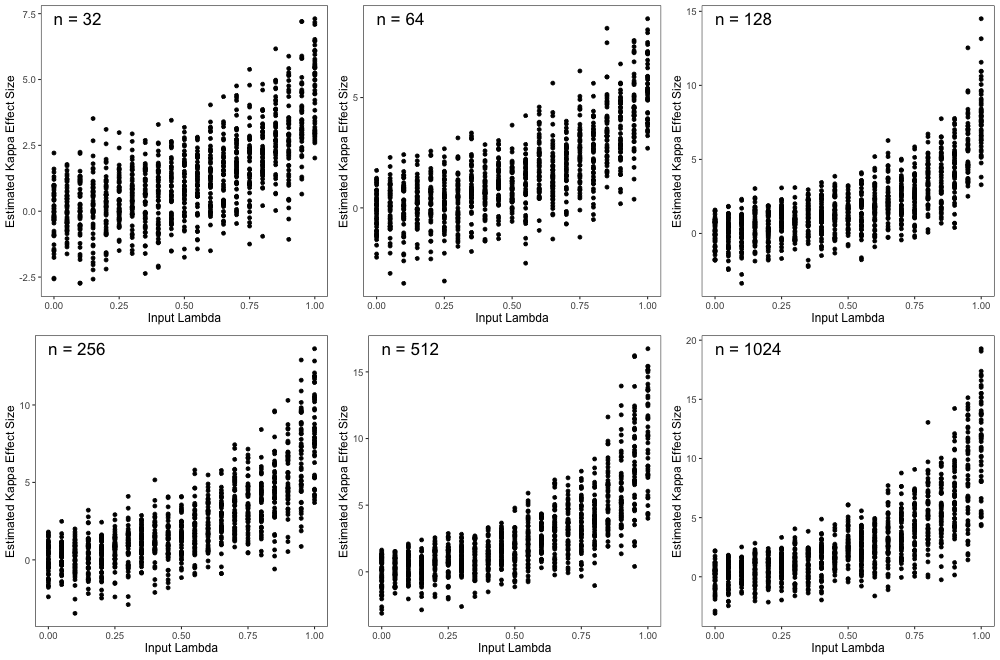 n = 32
7.5
5.0
2.5
0.0
-2.5
Estimated Kappa Effect Size
0.00 0.25 0.50 0.75 1.00
Input Lambda
n = 64
5
0
Estimated Kappa Effect Size
0.00 0.25 0.50 0.75 1.00
Input Lambda
n = 128
15
10
5
0
Estimated Kappa Effect Size
0.00 0.25 0.50 0.75 1.00
Input Lambda
n = 256
10
5
0
Estimated Kappa Effect Size
0.00 0.25 0.50 0.75 1.00
Input Lambda
n = 512
15
10
5
0
Estimated Kappa Effect Size
0.00 0.25 0.50 0.75 1.00
Input Lambda
n = 1024
20
15
10
5
0
Estimated Kappa Effect Size
0.00 0.25 0.50 0.75 1.00
Input Lambda